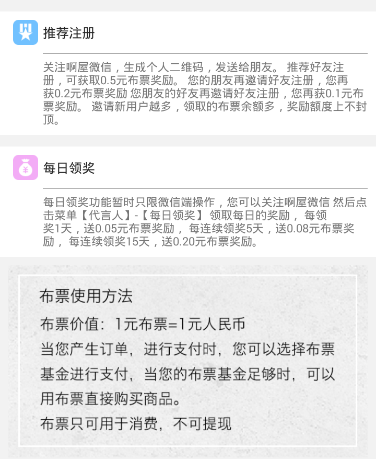 推荐注册
关注啊屋微信，生成个人二维码，发送给朋友。 推荐好友注
册，可获取0.5元布票奖励。 您的朋友再邀请好友注册，您再
获0.2元布票奖励 您朋友的好友再邀请好友注册，您再获0.1元布
票奖励。 邀请新用户越多，领取的布票余额多，奖励额度上不封
顶。
每日领奖
每日领奖功能暂时只限微信端操作，您可以关注啊屋微信 然后点
击菜单【代言人】-【每日领奖】 领取每日的奖励， 每领
奖1天，送0.05元布票奖励， 每连续领奖5天，送0.08元布票奖
励， 每连续领奖15天，送0.20元布票奖励。
布票使用方法
布票价值：1元布票=1元人民币
当您产生订单，进行支付时，您可以选择布票
基金进行支付，当您的布票基金足够时，可以
用布票直接购买商品。
布票只可用于消费，不可提现